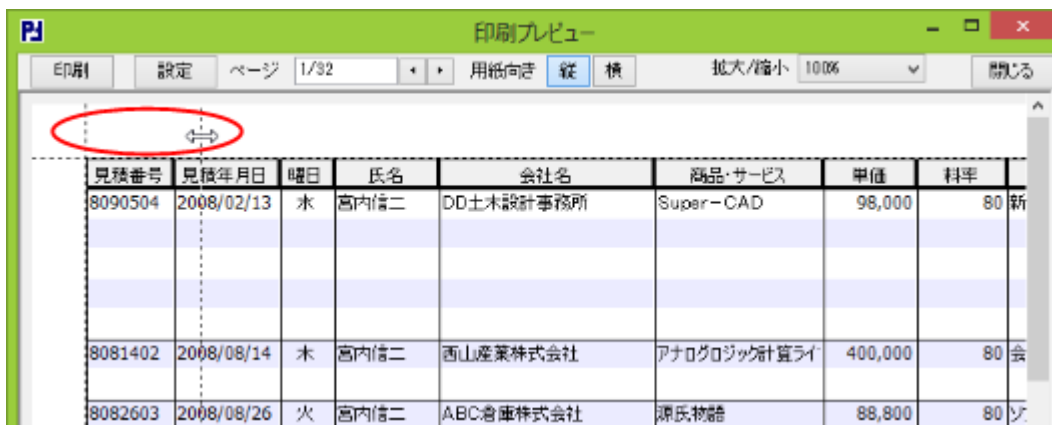 印刷プレビュー
印刷 設定 ページ 1/32 用紙向き 縦 横 拡大/縮小 100% 閉じる
見積番号 見積年月日 曜日 氏名 会社名 商品・サービス 単価 料率
8090504 2008/02/13 水 宮内信二 DD土木設計事務所 Super-CAD 98,000 80 新
8081402 2008/08/14 木 宮内信二 西山産業株式会社 アナログロジック計算ライ 400,000 80 会
8082603 2008/08/26 火 宮内信二 ABC倉庫株式会社 源氏物語 88,800 80 ソ